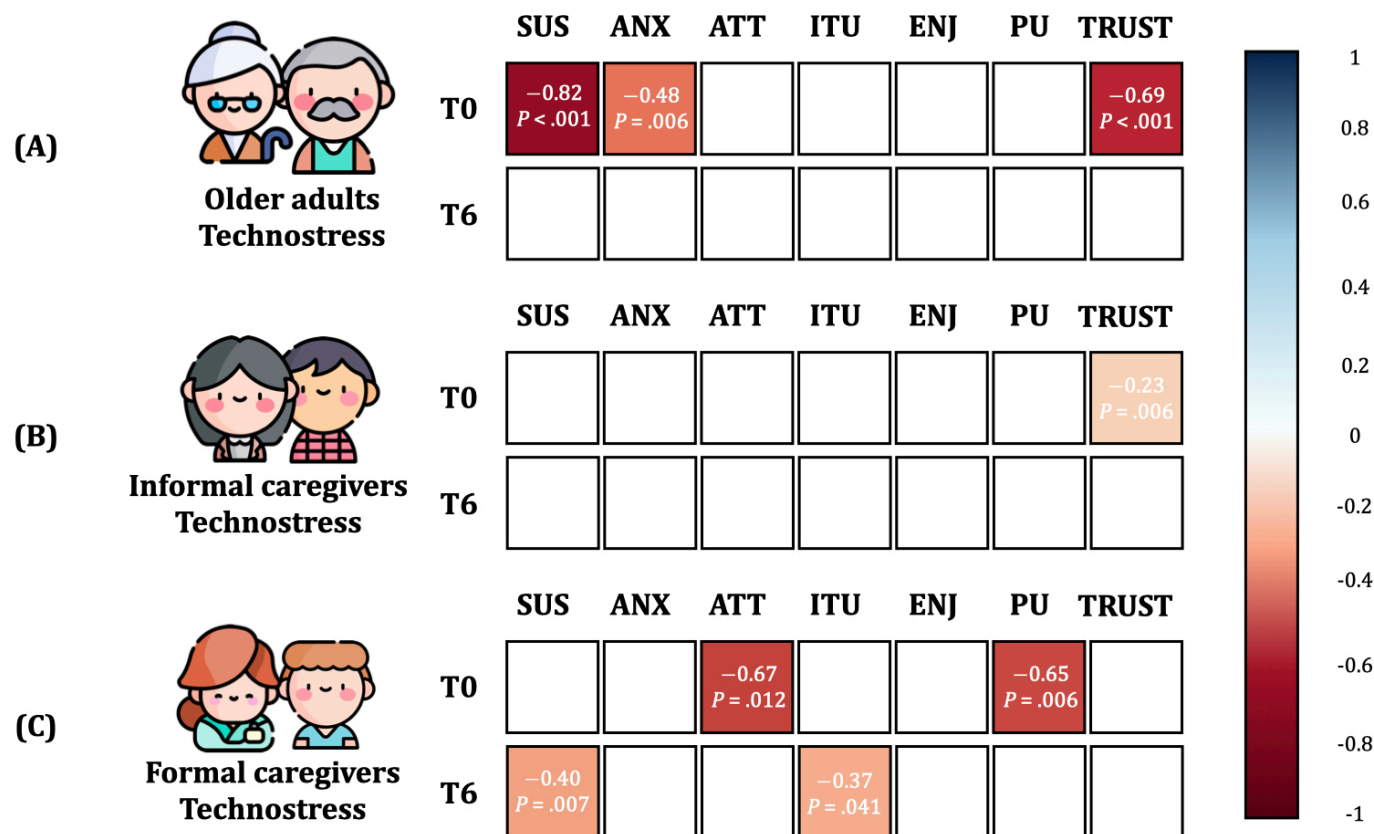 SUS ANX ATT ITU ENJ PU TRUST
(A)
Older adults
Technostress
T0
−0.82
P < .001
−0.48
P = .006
−0.69
P < .001
T6
SUS ANX ATT ITU ENJ PU TRUST
(B)
Informal caregivers
Technostress
T0
−0.23
P = .006
T6
SUS ANX ATT ITU ENJ PU TRUST
(C)
Formal caregivers
Technostress
T0
−0.67
P = .012
−0.65
P = .006
T6
−0.40
P = .007
−0.37
P = .041
1
0.8
0.6
0.4
0.2
0
-0.2
-0.4
-0.6
-0.8
-1